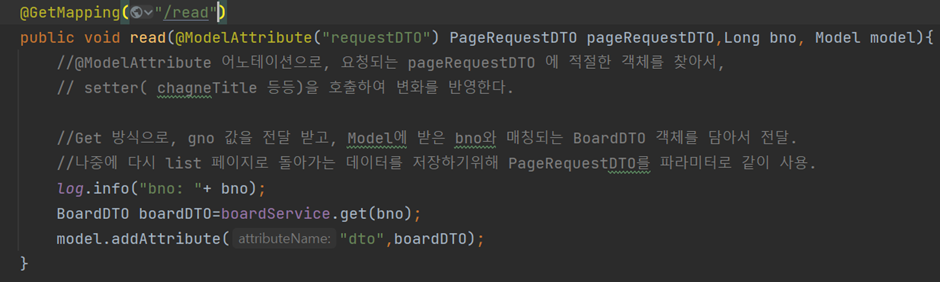 @GetMapping("/read")
public void read(@ModelAttribute("requestDTO") PageRequestDTO pageRequestDTO,Long bno, Model model){
//@ModelAttribute 어노테이션으로, 요청되는 pageRequestDTO 에 적절한 객체를 찾아서,
// setter( chagneTitle 등등)을 호출하여 변화를 반영한다.
//Get 방식으로, gno 값을 전달 받고, Model에 받은 bno와 매칭되는 BoardDTO 객체를 담아서 전달.
//나중에 다시 list 페이지로 돌아가는 데이터를 저장하기위해 PageRequestDTO를 파라미터로 같이 사용.
log.info("bno: "+ bno);
BoardDTO boardDTO=boardService.get(bno);
model.addAttribute( attributeName: "dto",boardDTO);
}